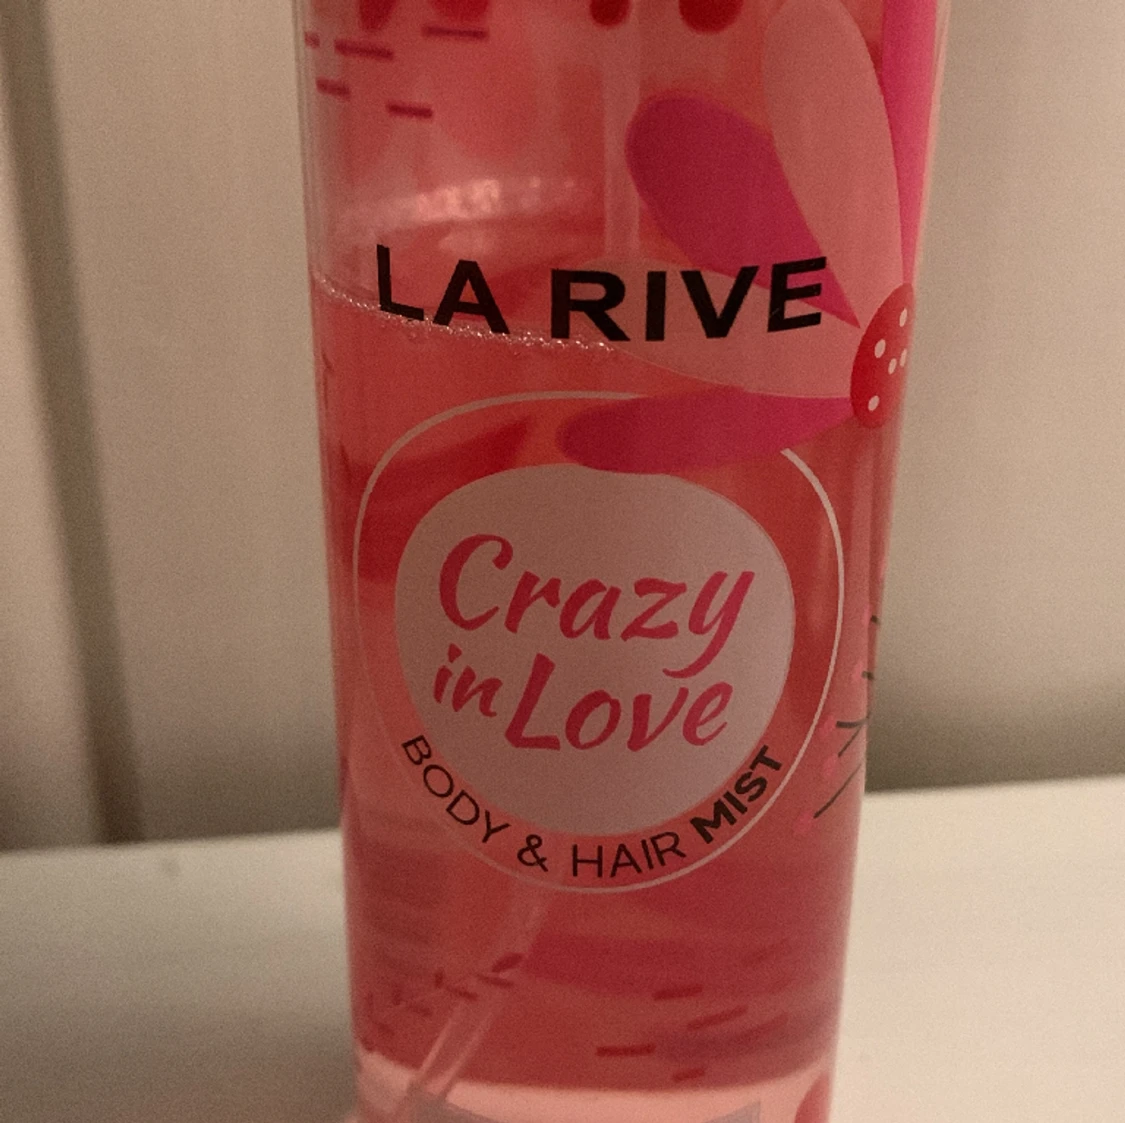 LA RIVE
Crazy
in Love
BODY & HAIR MIST